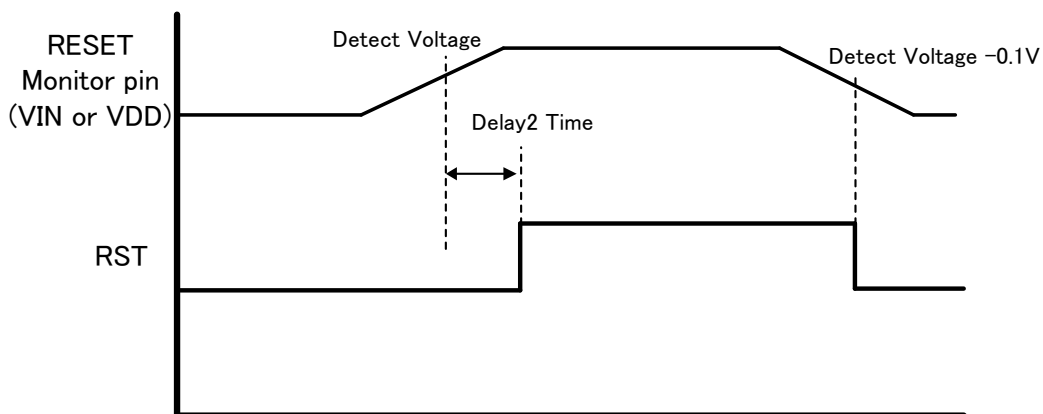 RESET
Monitor pin
(VIN or VDD)
Detect Voltage
Detect Voltage -0.1V
Delay2 Time
RST